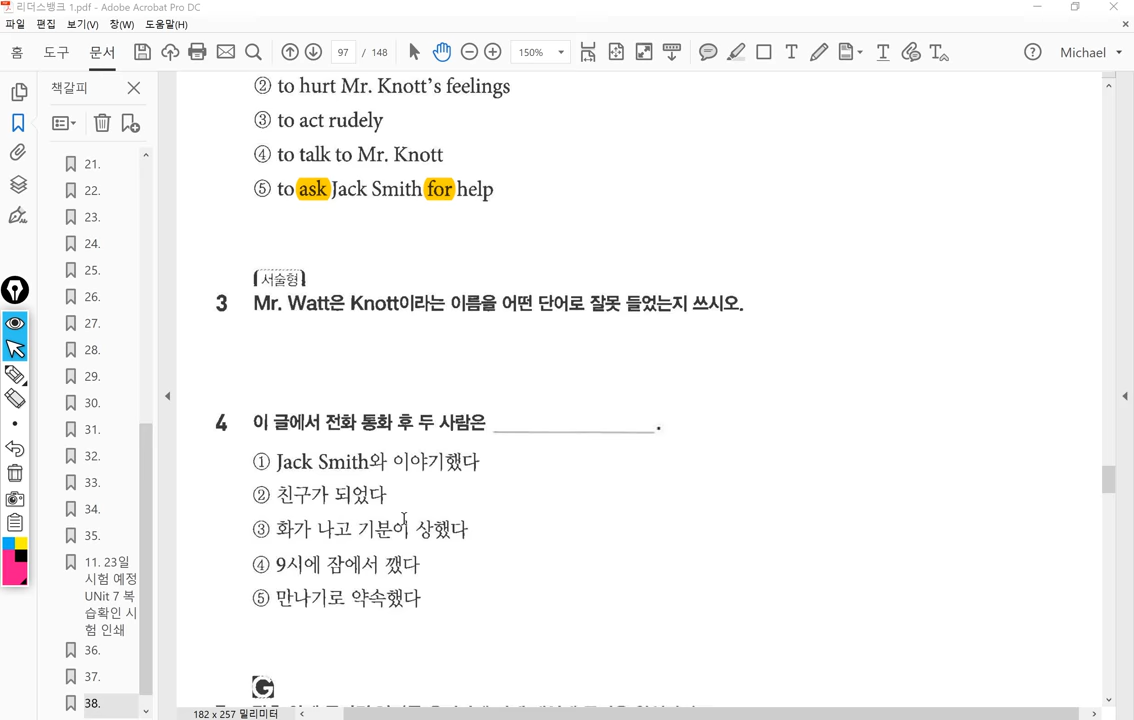 리더스뱅크 1.pdf - Adobe Acrobat Pro DC
파일 편집 보기(V) 창(W) 도움말(H)
홈 도구 문서 97 / 148 150% Michael
책갈피
21.
22.
23.
24.
25.
26.
27.
28.
29.
30.
31.
32.
33.
34.
35.
11. 23일
시험 예정
UNit 7 복
습확인 시
험 인쇄
36.
37.
38.
② to hurt Mr. Knott's feelings
③ to act rudely
④ to talk to Mr. Knott
⑤ to ask Jack Smith for help
서술형
3 Mr. Watt은 Knott이라는 이름을 어떤 단어로 잘못 들었는지 쓰시오.
4 이 글에서 전화 통화 후 두 사람은 ____________.
① Jack Smith와 이야기했다
② 친구가 되었다
③ 화가 나고 기분이 상했다
④ 9시에 잠에서 깼다
⑤ 만나기로 약속했다
G
182 x 257 밀리미터